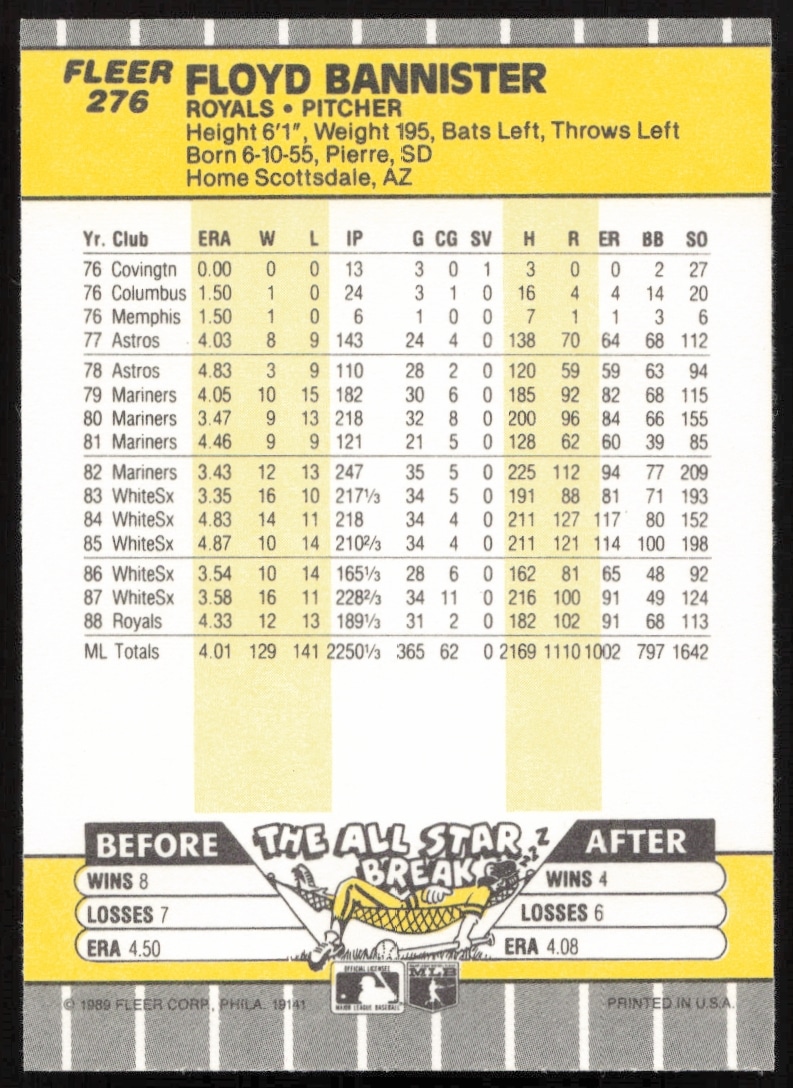 FLEER
276
FLOYD BANNISTER
ROYALS • PITCHER
Height 6'1", Weight 195, Bats Left, Throws Left
Born 6-10-55, Pierre, SD
Home Scottsdale, AZ
Yr. Club ERA W L IP G CG SV H R ER BB SO
76 Covingtn 0.00 0 0 13 3 0 1 3 0 0 2 27
76 Columbus 1.50 1 0 24 3 1 0 16 4 4 14 20
76 Memphis 1.50 1 0 6 1 0 0 7 1 1 3 6
77 Astros 4.03 8 9 143 24 4 0 138 70 64 68 112
78 Astros 4.83 3 9 110 28 2 0 120 59 59 63 94
79 Mariners 4.05 10 15 182 30 6 0 185 92 82 68 115
80 Mariners 3.47 9 13 218 32 8 0 200 96 84 66 155
81 Mariners 4.46 9 9 121 21 5 0 128 62 60 39 85
82 Mariners 3.43 12 13 247 35 5 0 225 112 94 77 209
83 WhiteSx 3.35 16 10 217⅓ 34 5 0 191 88 81 71 193
84 WhiteSx 4.83 14 11 218 34 4 0 211 127 117 80 152
85 WhiteSx 4.87 10 14 210⅔ 34 4 0 211 121 114 100 198
86 WhiteSx 3.54 10 14 165⅓ 28 6 0 162 81 65 48 92
87 WhiteSx 3.58 16 11 228⅔ 34 11 0 216 100 91 49 124
88 Royals 4.33 12 13 189⅓ 31 2 0 182 102 91 68 113
ML Totals 4.01 129 141 2250⅓ 365 62 0 2169 1110 1002 797 1642
BEFORE THE ALL STAR BREAK ZZZZ AFTER
WINS 8 WINS 4
LOSSES 7 LOSSES 6
ERA 4.50 ERA 4.08
OFFICIAL LICENSEE
MAJOR LEAGUE BASEBALL
MLB
© 1989 FLEER CORP., PHILA. 19141 PRINTED IN U.S.A.